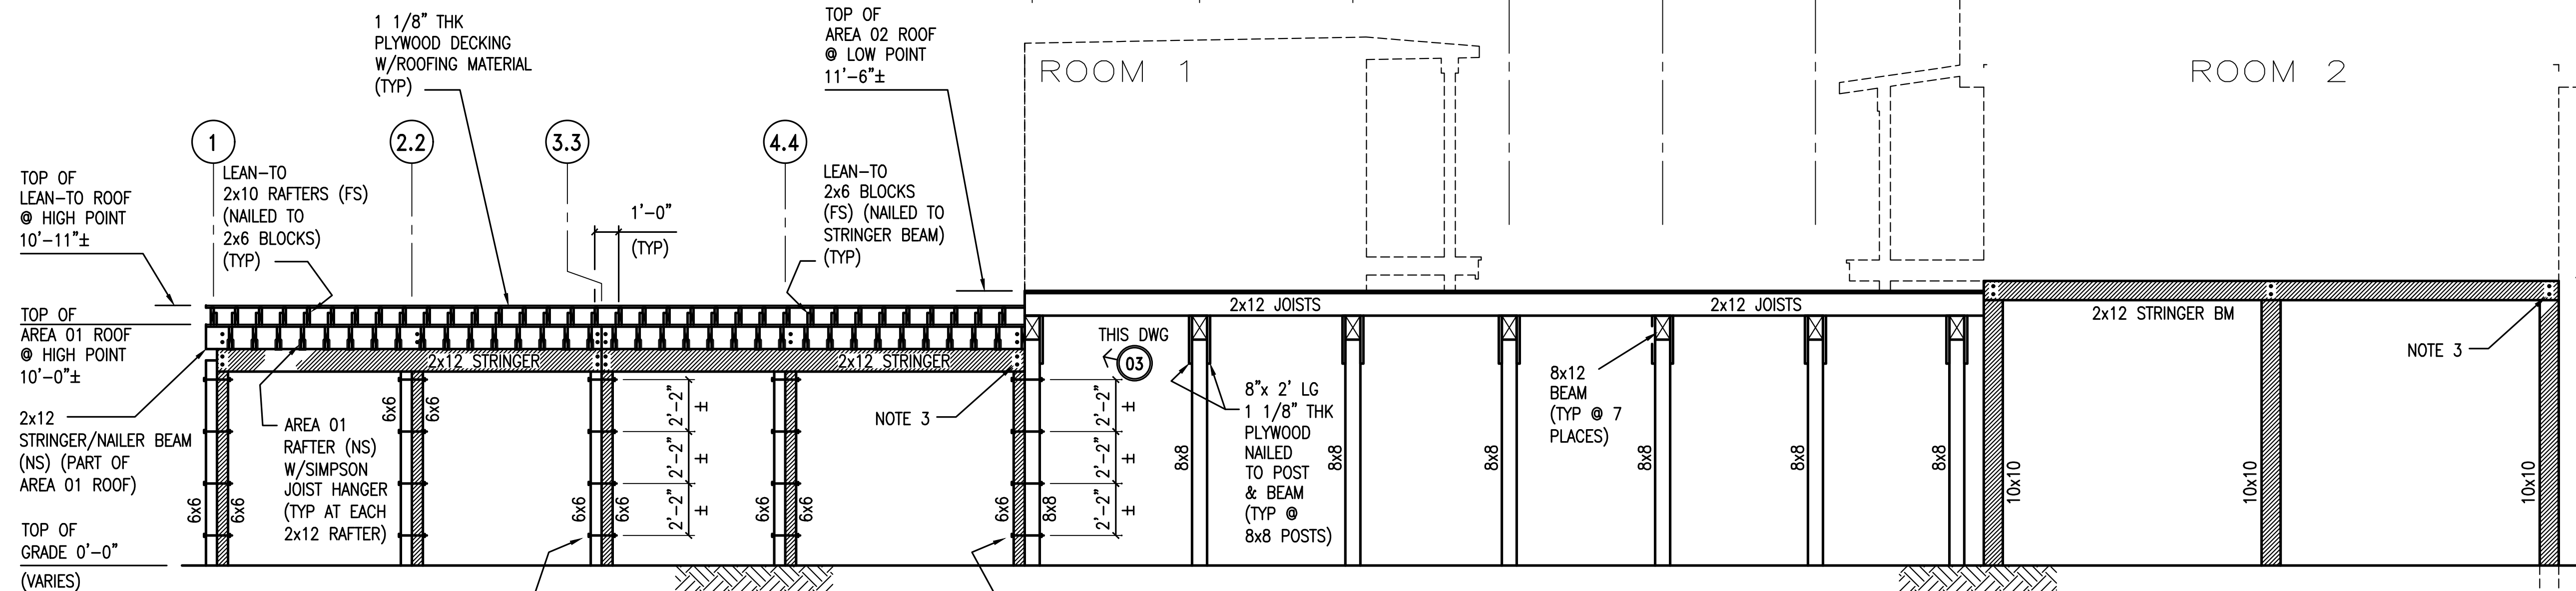 1 1/8" THK
PLYWOOD DECKING
W/ROOFING MATERIAL
(TYP)
TOP OF
AREA 02 ROOF
@ LOW POINT
11'-6"±
ROOM 1
ROOM 2
1
2.2
3.3
4.4
TOP OF
LEAN-TO ROOF
@ HIGH POINT
10'-11"±
LEAN-TO
2x10 RAFTERS (FS)
(NAILED TO
2x6 BLOCKS)
(TYP)
1'-0"
(TYP)
LEAN-TO
2x6 BLOCKS
(FS) (NAILED TO
STRINGER BEAM)
(TYP)
TOP OF
AREA 01 ROOF
@ HIGH POINT
10'-0"±
2x12 STRINGER
2x12 STRINGER
2x12 JOISTS
2x12 JOISTS
2x12 STRINGER BM
THIS DWG
03
NOTE 3
NOTE 3
2x12
STRINGER/NAILER BEAM
(NS) (PART OF
AREA 01 ROOF)
AREA 01
RAFTER (NS)
W/SIMPSON
JOIST HANGER
(TYP AT EACH
2x12 RAFTER)
8"x 2' LG
1 1/8" THK
PLYWOOD
NAILED
TO POST
& BEAM
(TYP @
8x8 POSTS)
8x12
BEAM
(TYP @ 7
PLACES)
6x6
6x6
6x6
6x6
6x6
6x6
6x6
6x6
6x6
8x8
2'-2" ±
2'-2" ±
2'-2" ±
2'-2" ±
2'-2" ±
2'-2" ±
8x8
8x8
8x8
8x8
8x8
8x8
10x10
10x10
10x10
TOP OF
GRADE 0'-0"
(VARIES)